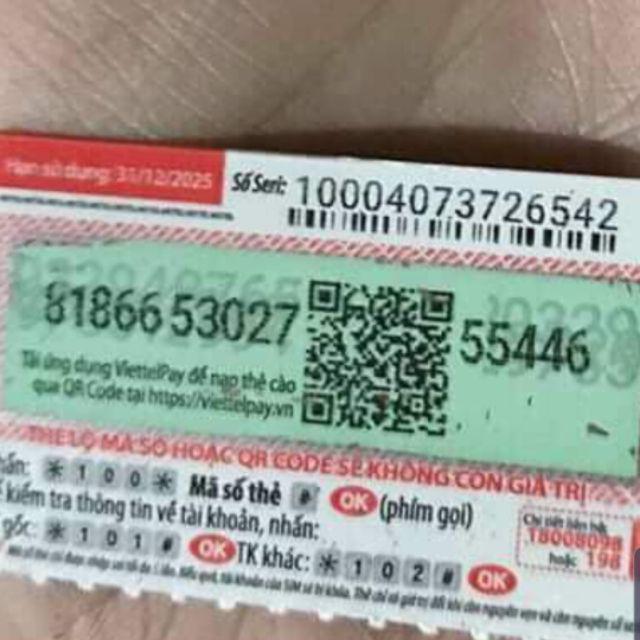 Hạn sử dụng: 31/12/2025
Số Seri: 10004073726542
81866 53027 55446
Tải ứng dụng ViettelPay để nạp thẻ cào
qua QR Code tại https://viettelpay.vn
THẺ LỘ MÃ SỐ HOẶC QR CODE SẼ KHÔNG CÒN GIÁ TRỊ
nhấn: *100* Mã số thẻ # OK (phím gọi)
kiểm tra thông tin về tài khoản, nhấn:
gốc: *101# OK TK khác: *102# OK
Chi tiết liên hệ:
18008098
hoặc 198